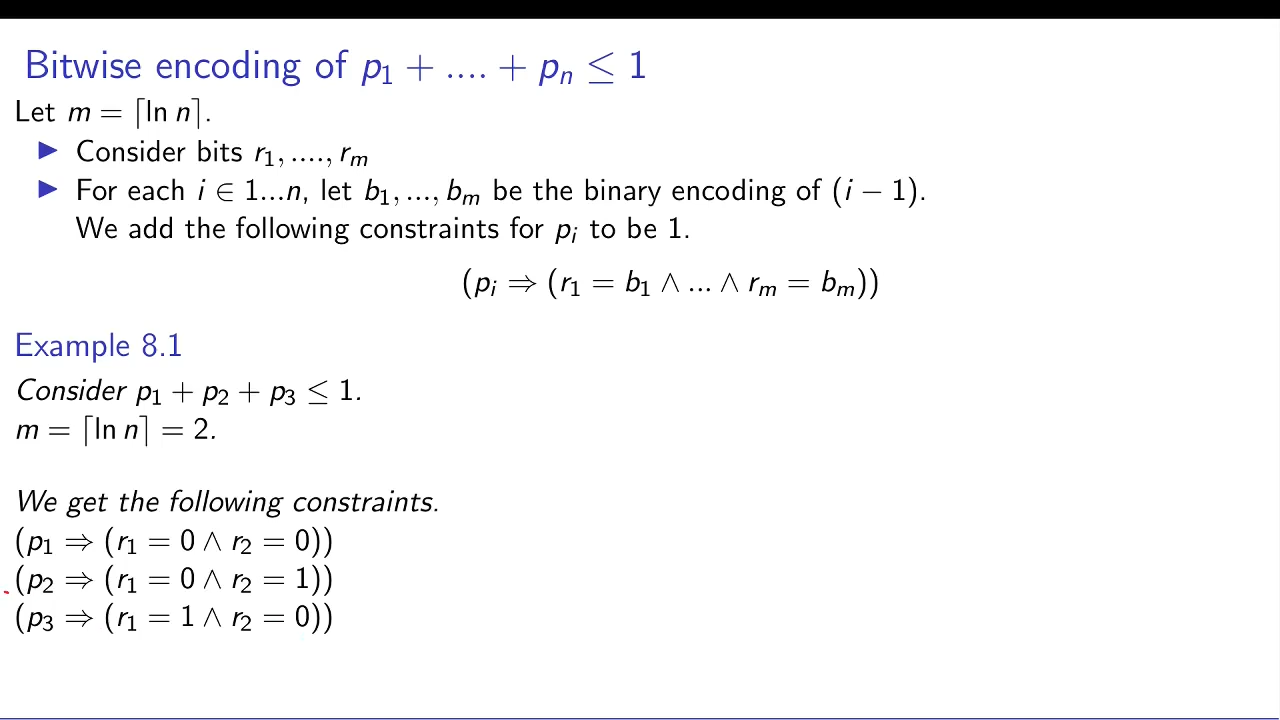 Bitwise encoding of p₁ + .... + pₙ ≤ 1
Let m = ⌈ln n⌉.
▶ Consider bits r₁, ...., rₘ
▶ For each i ∈ 1...n, let b₁, ..., bₘ be the binary encoding of (i − 1).
We add the following constraints for pᵢ to be 1.
(pᵢ ⇒ (r₁ = b₁ ∧ ... ∧ rₘ = bₘ))
Example 8.1
Consider p₁ + p₂ + p₃ ≤ 1.
m = ⌈ln n⌉ = 2.
We get the following constraints.
(p₁ ⇒ (r₁ = 0 ∧ r₂ = 0))
(p₂ ⇒ (r₁ = 0 ∧ r₂ = 1))
(p₃ ⇒ (r₁ = 1 ∧ r₂ = 0))